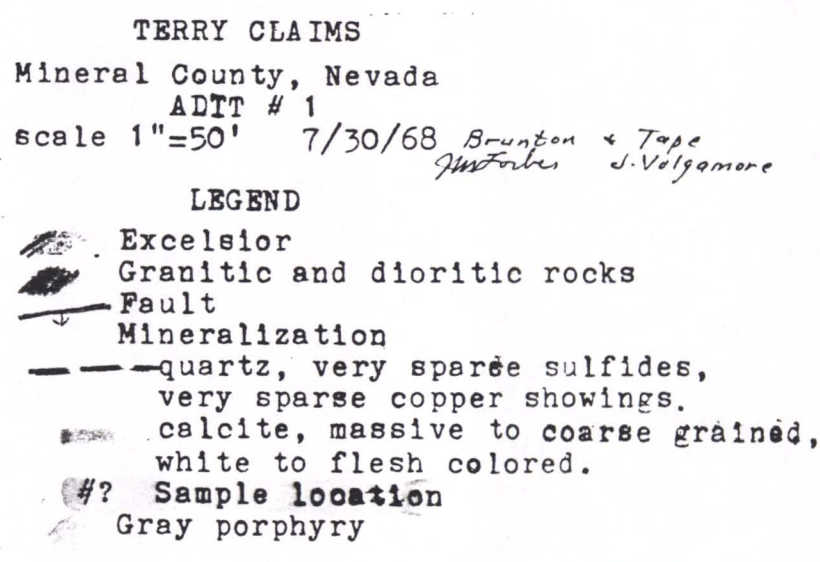 TERRY CLAIMS
Mineral County, Nevada
ADIT # 1
scale 1"=50' 7/30/68 Brunton & Tape
JM Forbes J. Volgamore
LEGEND
Excelsior
Granitic and dioritic rocks
Fault
Mineralization
quartz, very sparse sulfides,
very sparse copper showings.
calcite, massive to coarse grained,
white to flesh colored.
#? Sample location
Gray porphyry